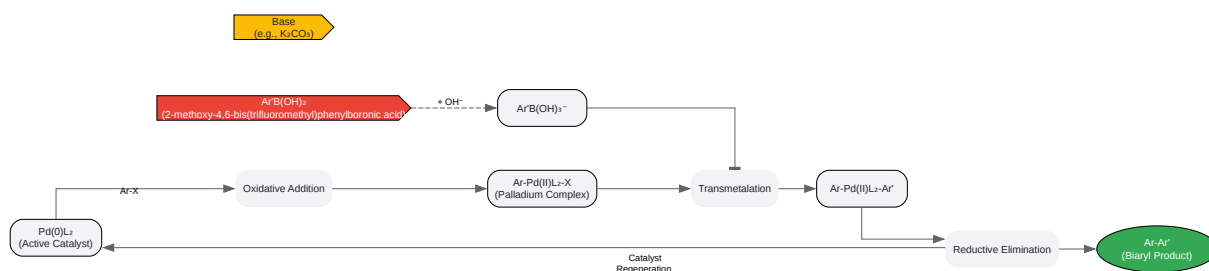 Base
(e.g., K₂CO₃)
Ar'B(OH)₂
(2-methoxy-4,6-bis(trifluoromethyl)phenylboronic acid)
+ OH⁻
Ar'B(OH)₃⁻
Ar-X
Oxidative Addition
Ar-Pd(II)L₂-X
(Palladium Complex)
Transmetalation
Ar-Pd(II)L₂-Ar'
Pd(0)L₂
(Active Catalyst)
Reductive Elimination
Ar-Ar'
(Biaryl Product)
Catalyst
Regeneration